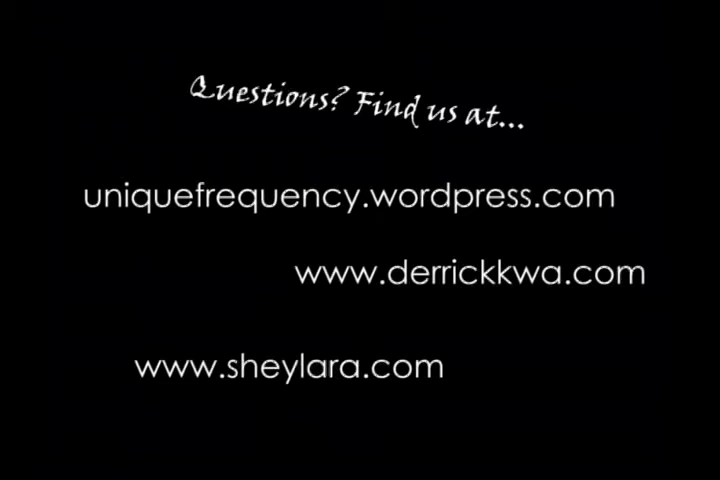 Questions? Find us at...
uniquefrequency.wordpress.com
www.derrickkwa.com
www.sheylara.com